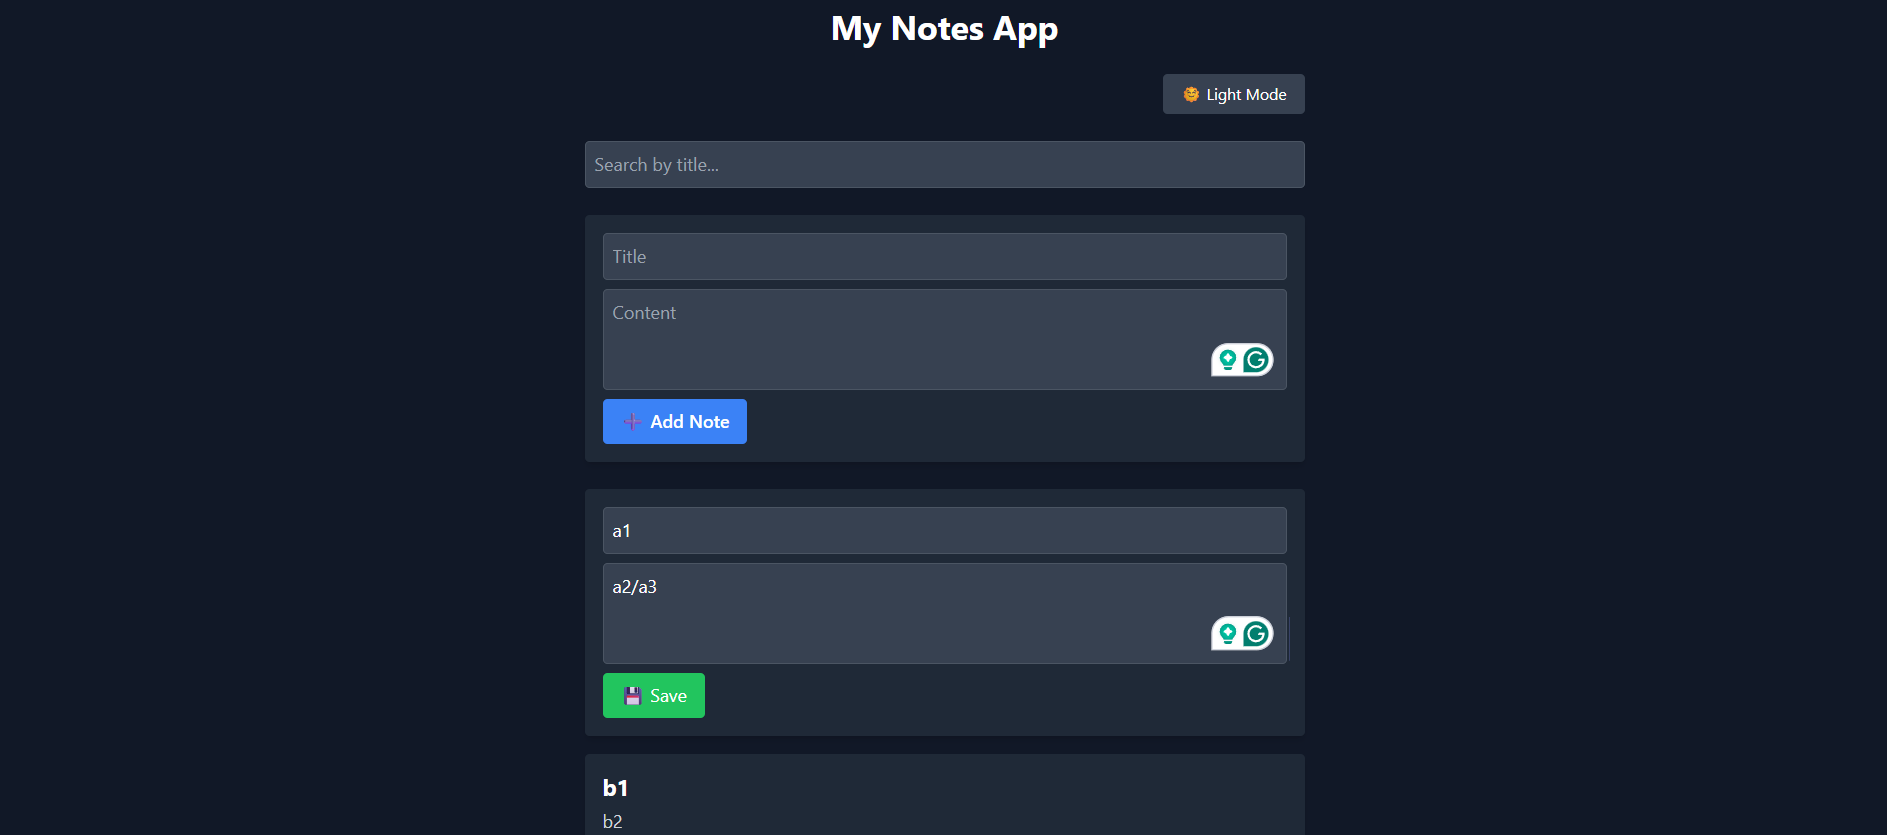 My Notes App
🌞 Light Mode
Search by title...
Title
Content
➕ Add Note
a1
a2/a3
💾 Save
b1
b2